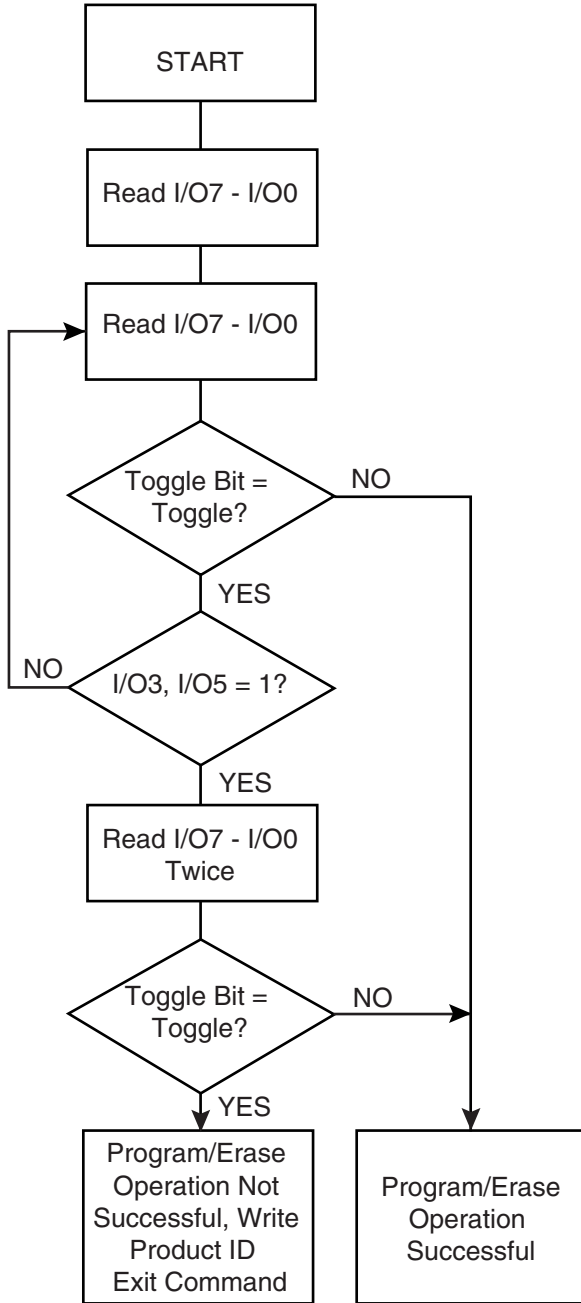 START
Read I/O7 - I/O0
Read I/O7 - I/O0
Toggle Bit =
Toggle?
NO
YES
NO
I/O3, I/O5 = 1?
YES
Read I/O7 - I/O0
Twice
Toggle Bit =
Toggle?
NO
YES
Program/Erase
Operation Not
Successful, Write
Product ID
Exit Command
Program/Erase
Operation
Successful